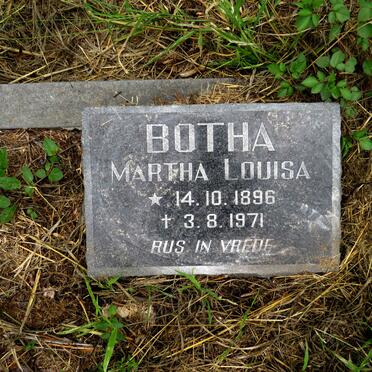 BOTHA
MARTHA LOUISA
* 14.10.1896
† 3.8.1971
RUS IN VREDE